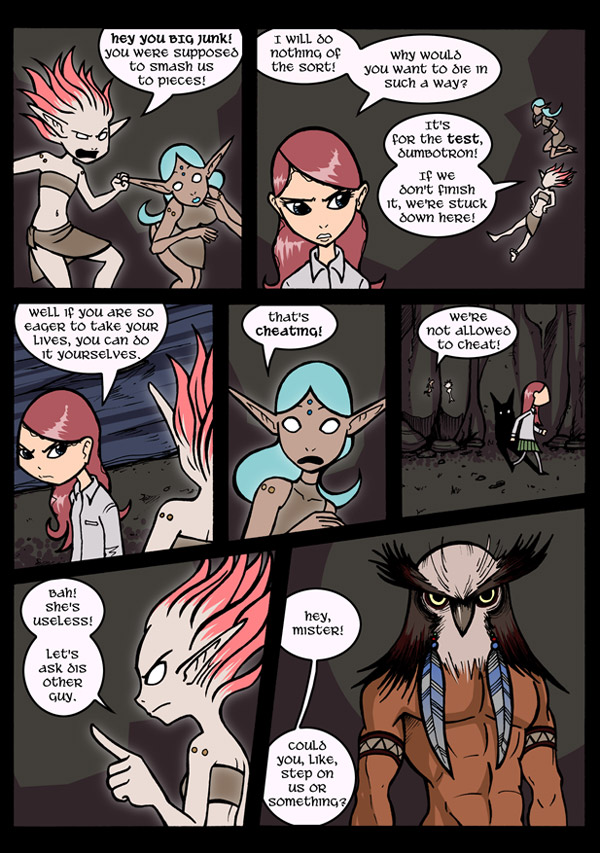 hey you BIG JUNK!
you were supposed
to smash us
to pieces!
I will do
nothing of
the sort!
why would
you want to die in
such a way?
It's
for the test,
dumbotron!
If we
don't finish
it, we're stuck
down here!
well if you are so
eager to take your
lives, you can do
it yourselves.
that's
cheating!
we're
not allowed
to cheat!
Bah!
she's
useless!
Let's
ask dis
other
guy.
hey,
mister!
could
you, like,
step on
us or
something?